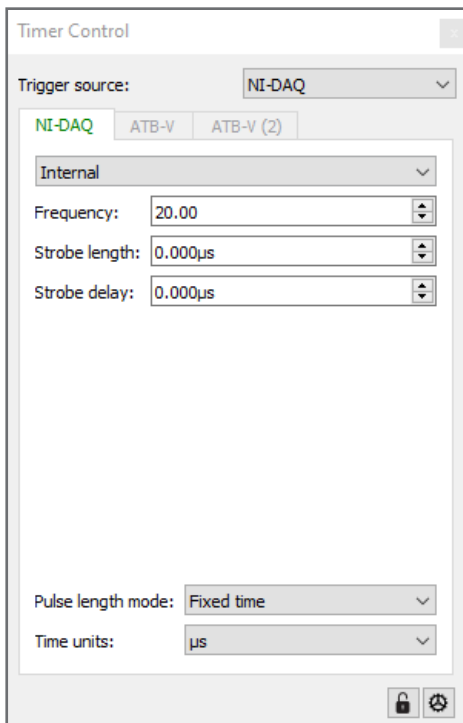 Timer Control
Trigger source: NI-DAQ
NI-DAQ ATB-V ATB-V (2)
Internal
Frequency: 20.00
Strobe length: 0.000µs
Strobe delay: 0.000µs
Pulse length mode: Fixed time
Time units: µs